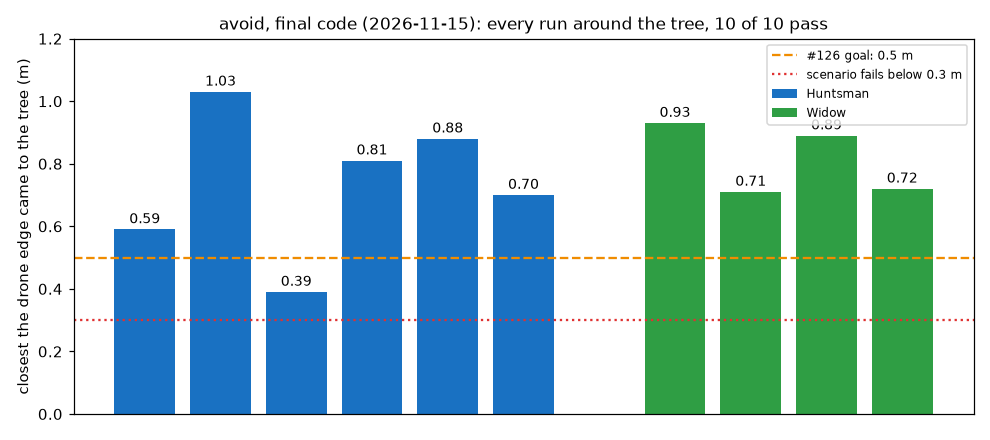 avoid, final code (2026-11-15): every run around the tree, 10 of 10 pass
closest the drone edge came to the tree (m)
1.2
1.0
0.8
0.6
0.4
0.2
0.0
0.59
1.03
0.39
0.81
0.88
0.70
0.93
0.71
0.89
0.72
#126 goal: 0.5 m
scenario fails below 0.3 m
Huntsman
Widow